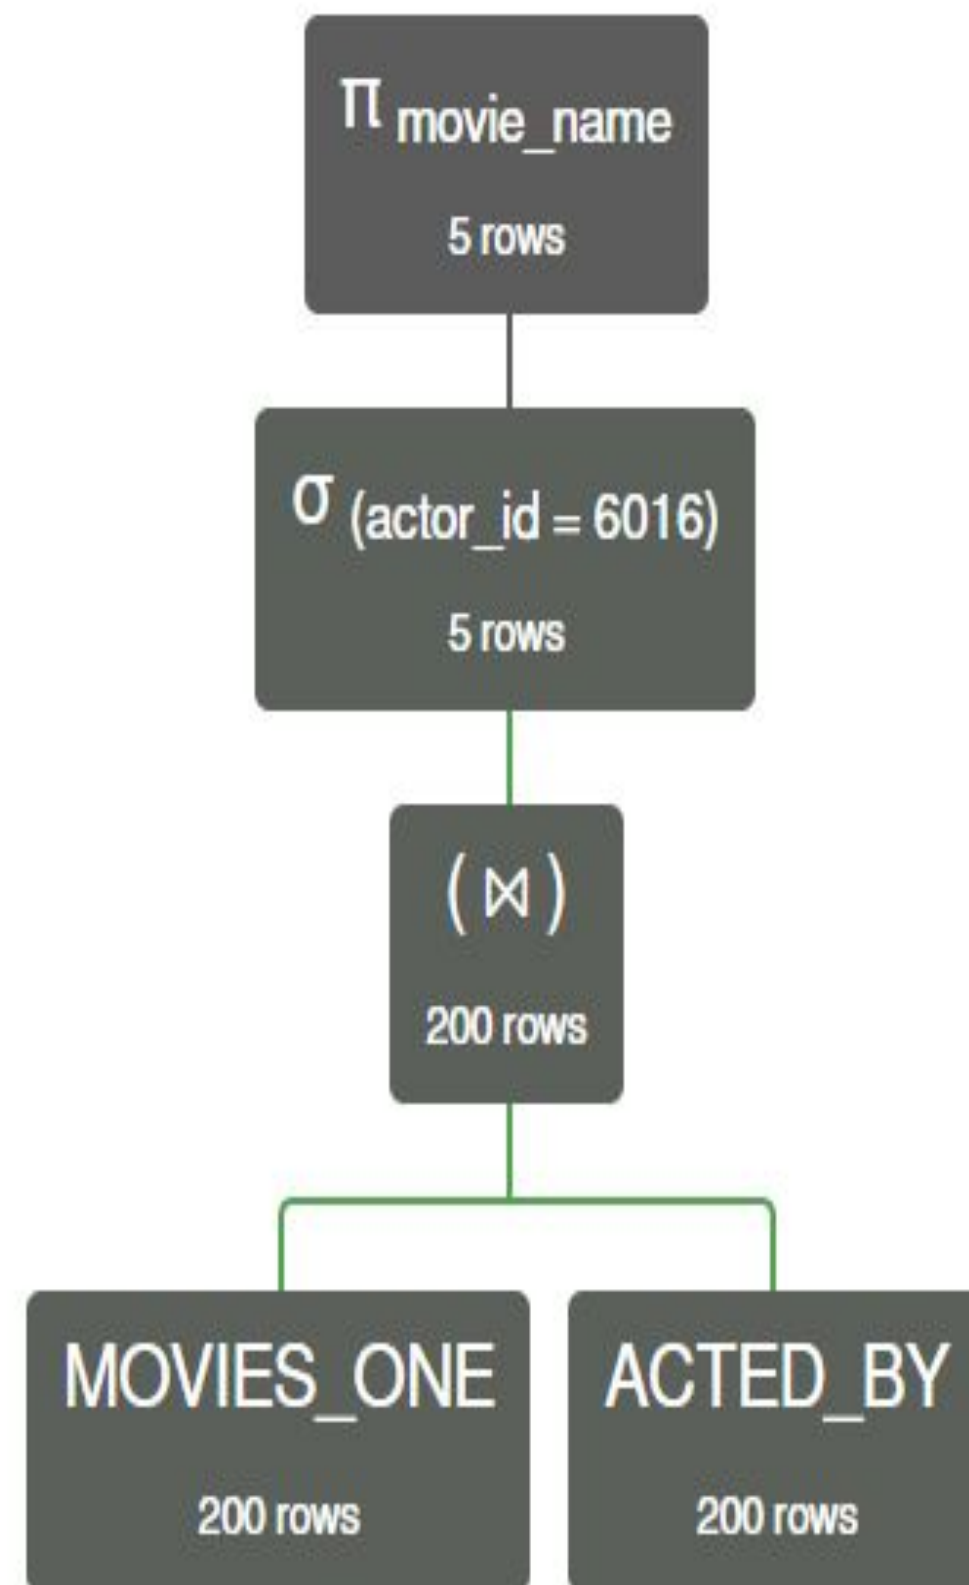 π movie_name
5 rows
σ (actor_id = 6016)
5 rows
( ⋈ )
200 rows
MOVIES_ONE
200 rows
ACTED_BY
200 rows